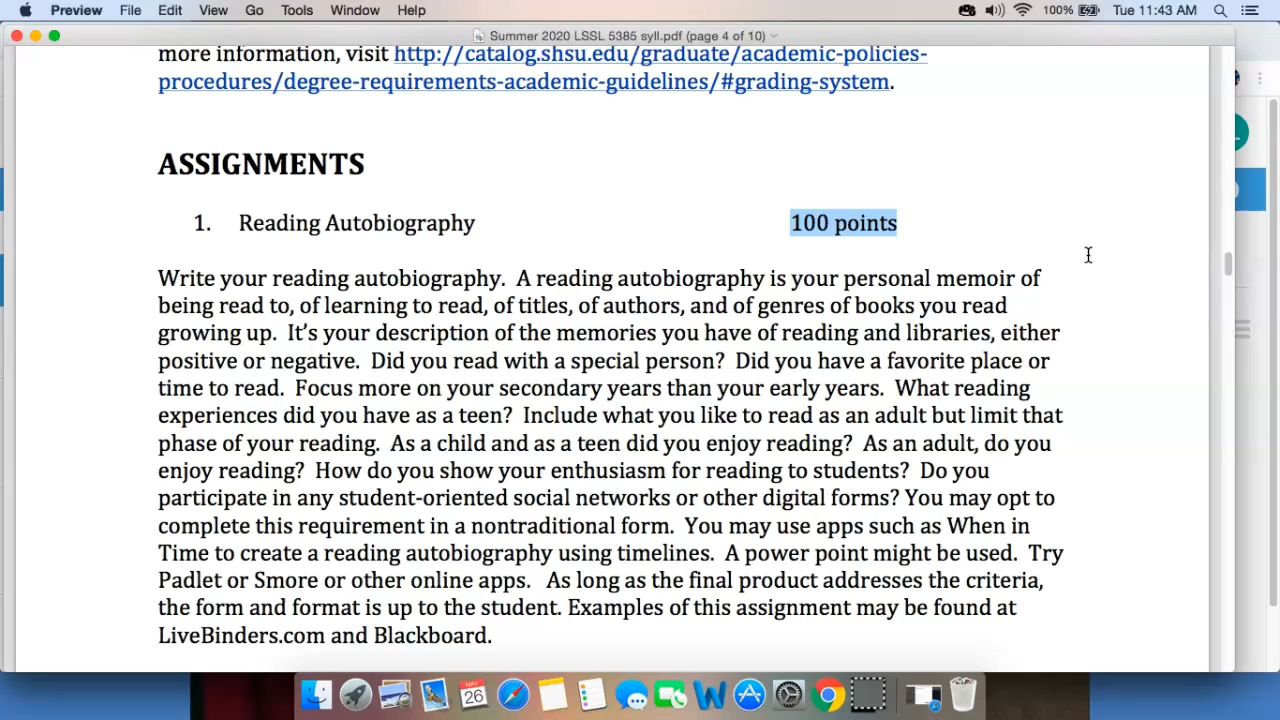 Preview File Edit View Go Tools Window Help 100% Tue 11:43 AM
Summer 2020 LSSL 5385 syll.pdf (page 4 of 10)
more information, visit http://catalog.shsu.edu/graduate/academic-policies-
procedures/degree-requirements-academic-guidelines/#grading-system.
ASSIGNMENTS
1. Reading Autobiography 100 points
Write your reading autobiography. A reading autobiography is your personal memoir of
being read to, of learning to read, of titles, of authors, and of genres of books you read
growing up. It’s your description of the memories you have of reading and libraries, either
positive or negative. Did you read with a special person? Did you have a favorite place or
time to read. Focus more on your secondary years than your early years. What reading
experiences did you have as a teen? Include what you like to read as an adult but limit that
phase of your reading. As a child and as a teen did you enjoy reading? As an adult, do you
enjoy reading? How do you show your enthusiasm for reading to students? Do you
participate in any student-oriented social networks or other digital forms? You may opt to
complete this requirement in a nontraditional form. You may use apps such as When in
Time to create a reading autobiography using timelines. A power point might be used. Try
Padlet or Smore or other online apps. As long as the final product addresses the criteria,
the form and format is up to the student. Examples of this assignment may be found at
LiveBinders.com and Blackboard.
MAY
26